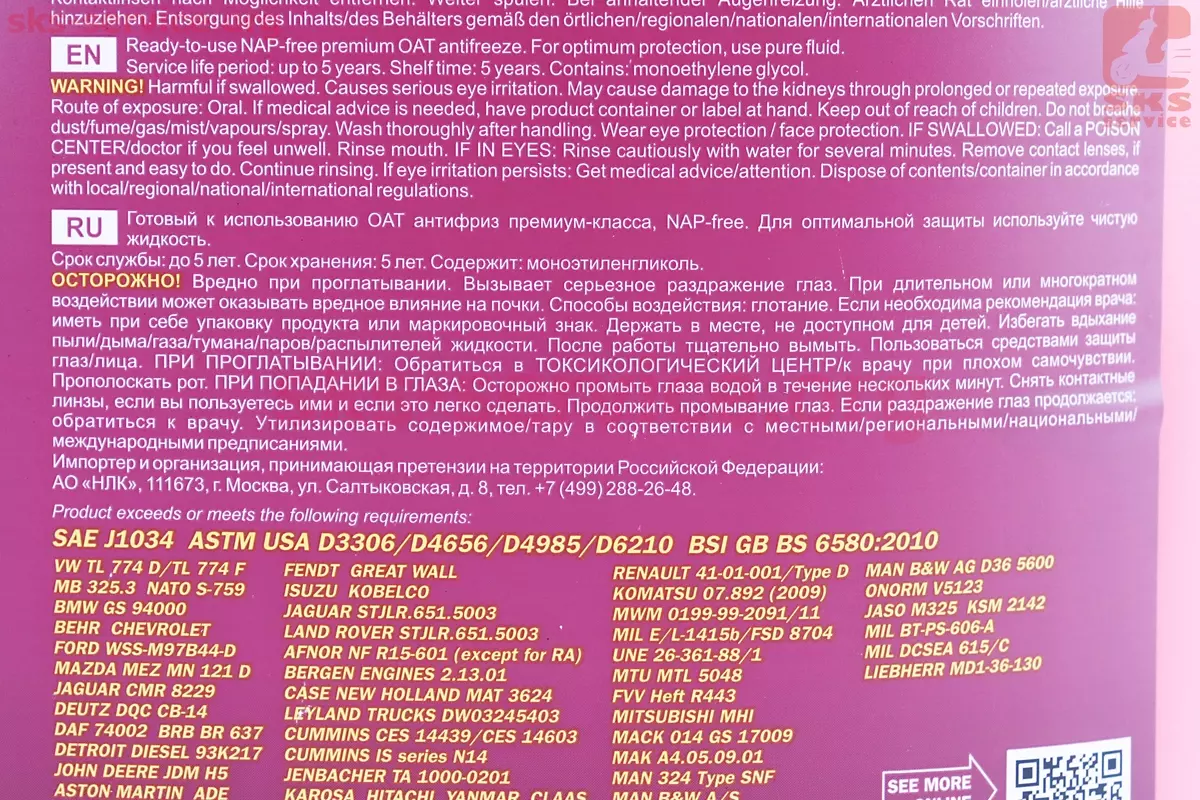 hinzuziehen. Entsorgung des Inhalts/des Behälters gemäß den örtlichen/regionalen/nationalen/internationalen Vorschriften.
EN
Ready-to-use NAP-free premium OAT antifreeze. For optimum protection, use pure fluid.
Service life period: up to 5 years. Shelf time: 5 years. Contains: monoethylene glycol.
WARNING! Harmful if swallowed. Causes serious eye irritation. May cause damage to the kidneys through prolonged or repeated exposure.
Route of exposure: Oral. If medical advice is needed, have product container or label at hand. Keep out of reach of children. Do not breathe
dust/fume/gas/mist/vapours/spray. Wash thoroughly after handling. Wear eye protection / face protection. IF SWALLOWED: Call a POISON
CENTER/doctor if you feel unwell. Rinse mouth. IF IN EYES: Rinse cautiously with water for several minutes. Remove contact lenses, if
present and easy to do. Continue rinsing. If eye irritation persists: Get medical advice/attention. Dispose of contents/container in accordance
with local/regional/national/international regulations.
RU
Готовый к использованию ОАТ антифриз премиум-класса, NAP-free. Для оптимальной защиты используйте чистую
жидкость.
Срок службы: до 5 лет. Срок хранения: 5 лет. Содержит: моноэтиленгликоль.
ОСТОРОЖНО! Вредно при проглатывании. Вызывает серьезное раздражение глаз. При длительном или многократном
воздействии может оказывать вредное влияние на почки. Способы воздействия: глотание. Если необходима рекомендация врача:
иметь при себе упаковку продукта или маркировочный знак. Держать в месте, не доступном для детей. Избегать вдыхание
пыли/дыма/газа/тумана/паров/распылителей жидкости. После работы тщательно вымыть. Пользоваться средствами защиты
глаз/лица. ПРИ ПРОГЛАТЫВАНИИ: Обратиться в ТОКСИКОЛОГИЧЕСКИЙ ЦЕНТР/к врачу при плохом самочувствии.
Прополоскать рот. ПРИ ПОПАДАНИИ В ГЛАЗА: Осторожно промыть глаза водой в течение нескольких минут. Снять контактные
линзы, если вы пользуетесь ими и если это легко сделать. Продолжить промывание глаз. Если раздражение глаз продолжается:
обратиться к врачу. Утилизировать содержимое/тару в соответствии с местными/региональными/национальными/
международными предписаниями.
Импортер и организация, принимающая претензии на территории Российской Федерации:
АО «НЛК», 111673, г. Москва, ул. Салтыковская, д. 8, тел. +7 (499) 288-26-48.
Product exceeds or meets the following requirements:
SAE J1034 ASTM USA D3306/D4656/D4985/D6210 BSI GB BS 6580:2010
VW TL 774 D/TL 774 F
MB 325.3 NATO S-759
BMW GS 94000
BEHR CHEVROLET
FORD WSS-M97B44-D
MAZDA MEZ MN 121 D
JAGUAR CMR 8229
DEUTZ DQC CB-14
DAF 74002 BRB BR 637
DETROIT DIESEL 93K217
JOHN DEERE JDM H5
ASTON MARTIN ADE
FENDT GREAT WALL
ISUZU KOBELCO
JAGUAR STJLR.651.5003
LAND ROVER STJLR.651.5003
AFNOR NF R15-601 (except for RA)
BERGEN ENGINES 2.13.01
CASE NEW HOLLAND MAT 3624
LEYLAND TRUCKS DW03245403
CUMMINS CES 14439/CES 14603
CUMMINS IS series N14
JENBACHER TA 1000-0201
KAROSA HITACHI YANMAR CLAAS
RENAULT 41-01-001/Type D
KOMATSU 07.892 (2009)
MWM 0199-99-2091/11
MIL E/L-1415b/FSD 8704
UNE 26-361-88/1
MTU MTL 5048
FVV Heft R443
MITSUBISHI MHI
MACK 014 GS 17009
MAK A4.05.09.01
MAN 324 Type SNF
MAN B&W A/S
MAN B&W AG D36 5600
ONORM V5123
JASO M325 KSM 2142
MIL BT-PS-606-A
MIL DCSEA 615/C
LIEBHERR MD1-36-130
SEE MORE